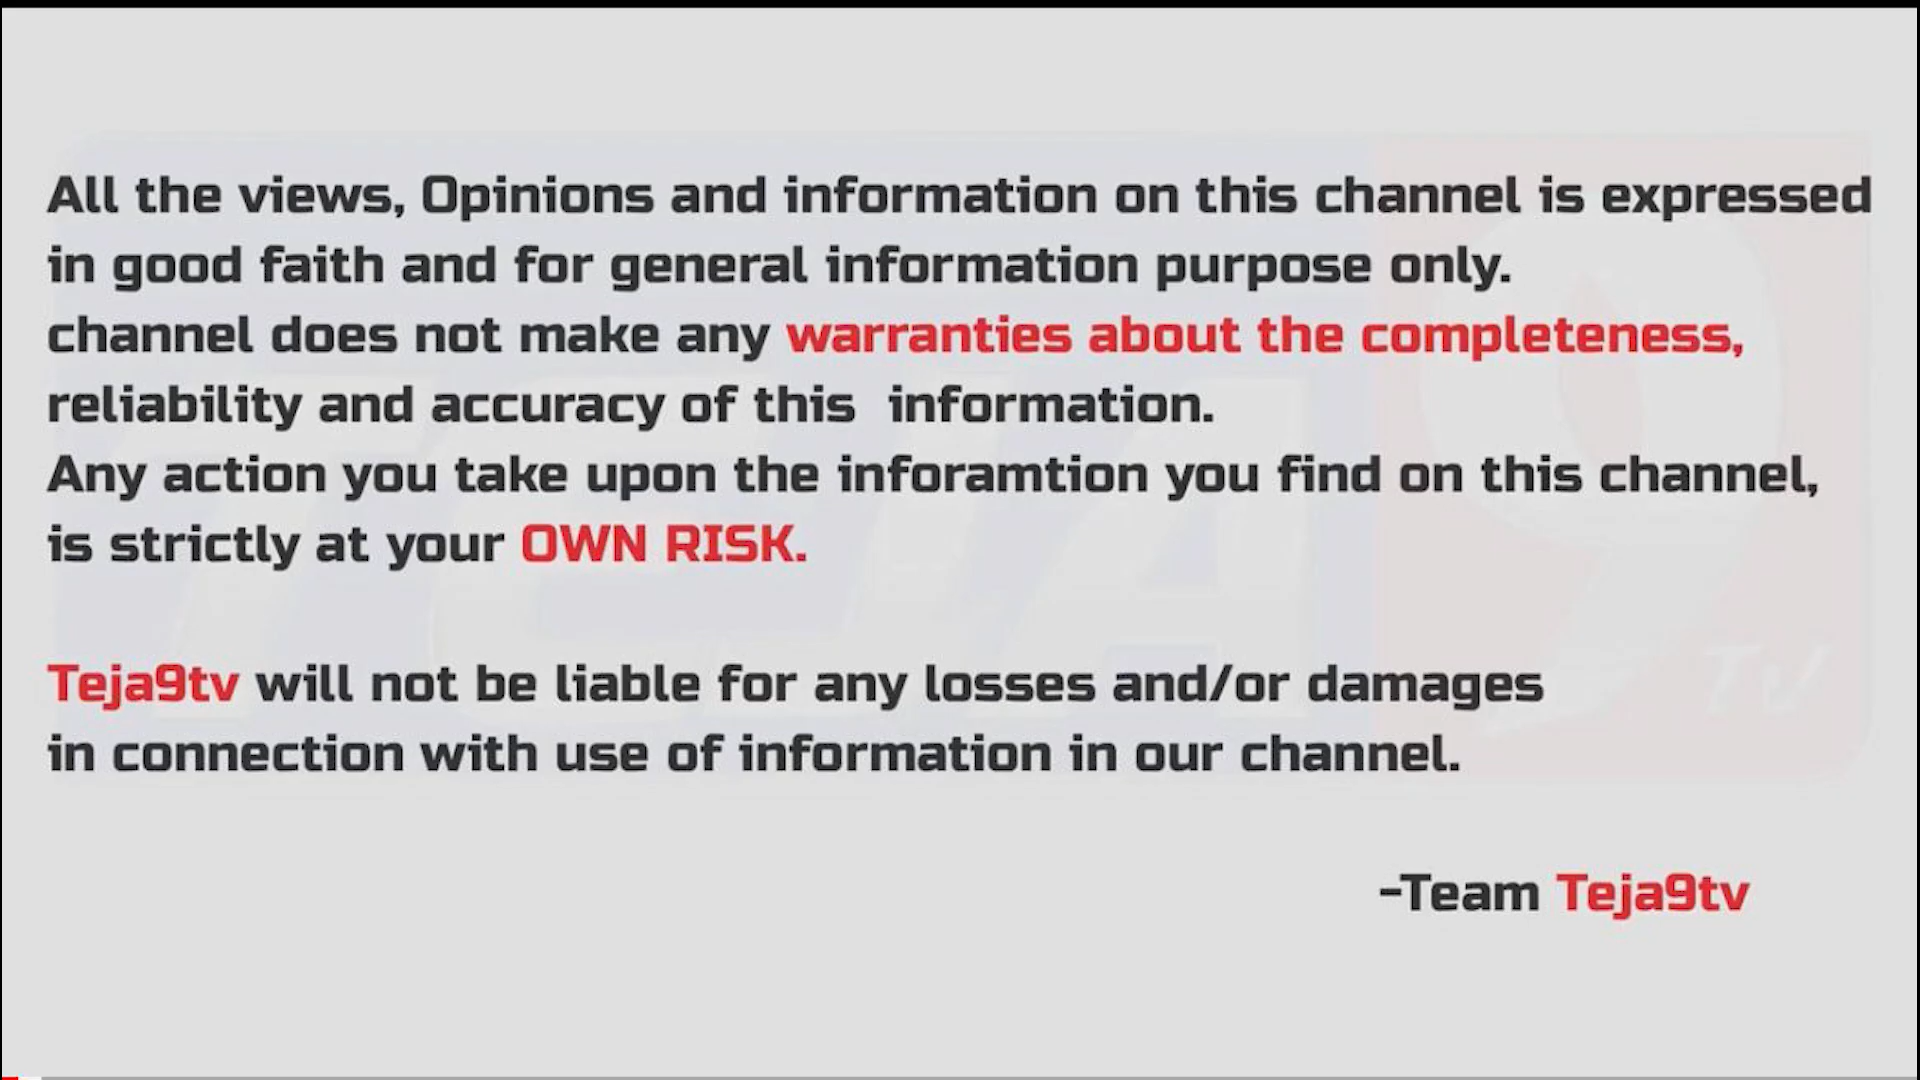 All the views, Opinions and information on this channel is expressed
in good faith and for general information purpose only.
channel does not make any warranties about the completeness,
reliability and accuracy of this  information.
Any action you take upon the inforamtion you find on this channel,
is strictly at your OWN RISK.
Teja9tv will not be liable for any losses and/or damages
in connection with use of information in our channel.
-Team Teja9tv
TEJA 9 TV